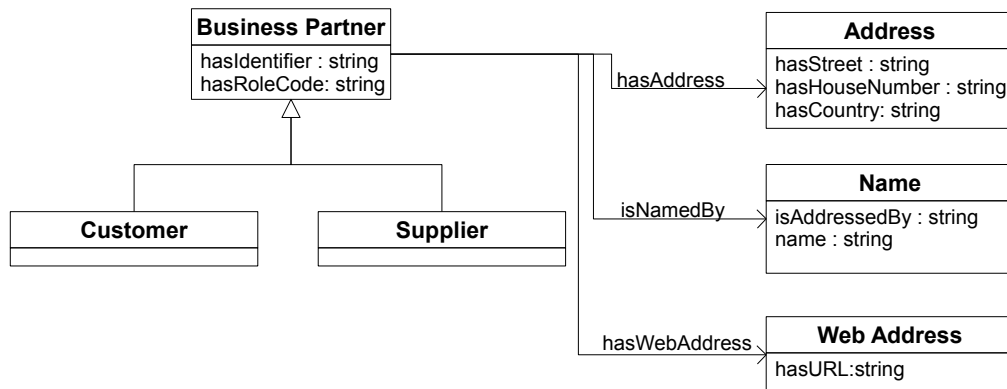 Business Partner
hasIdentifier : string
hasRoleCode: string
Address
hasStreet : string
hasHouseNumber : string
hasCountry: string
hasAddress
Name
isAddressedBy : string
name : string
isNamedBy
Customer
Supplier
Web Address
hasURL:string
hasWebAddress